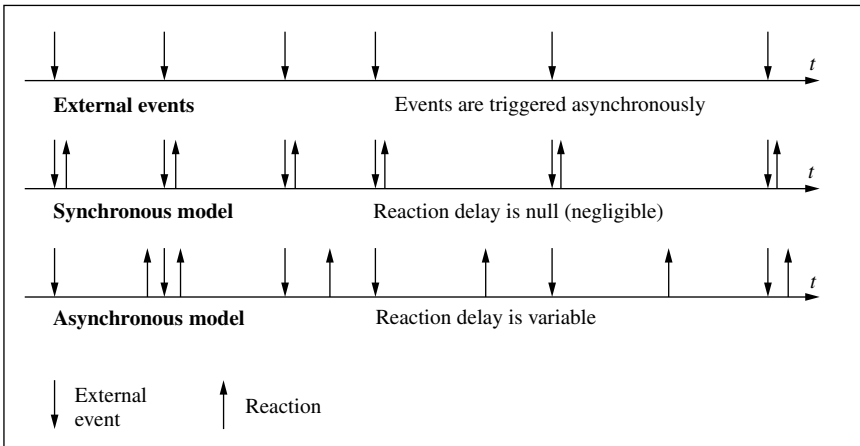 t
External events
Events are triggered asynchronously
t
Synchronous model
Reaction delay is null (negligible)
t
Asynchronous model
Reaction delay is variable
External
event
Reaction